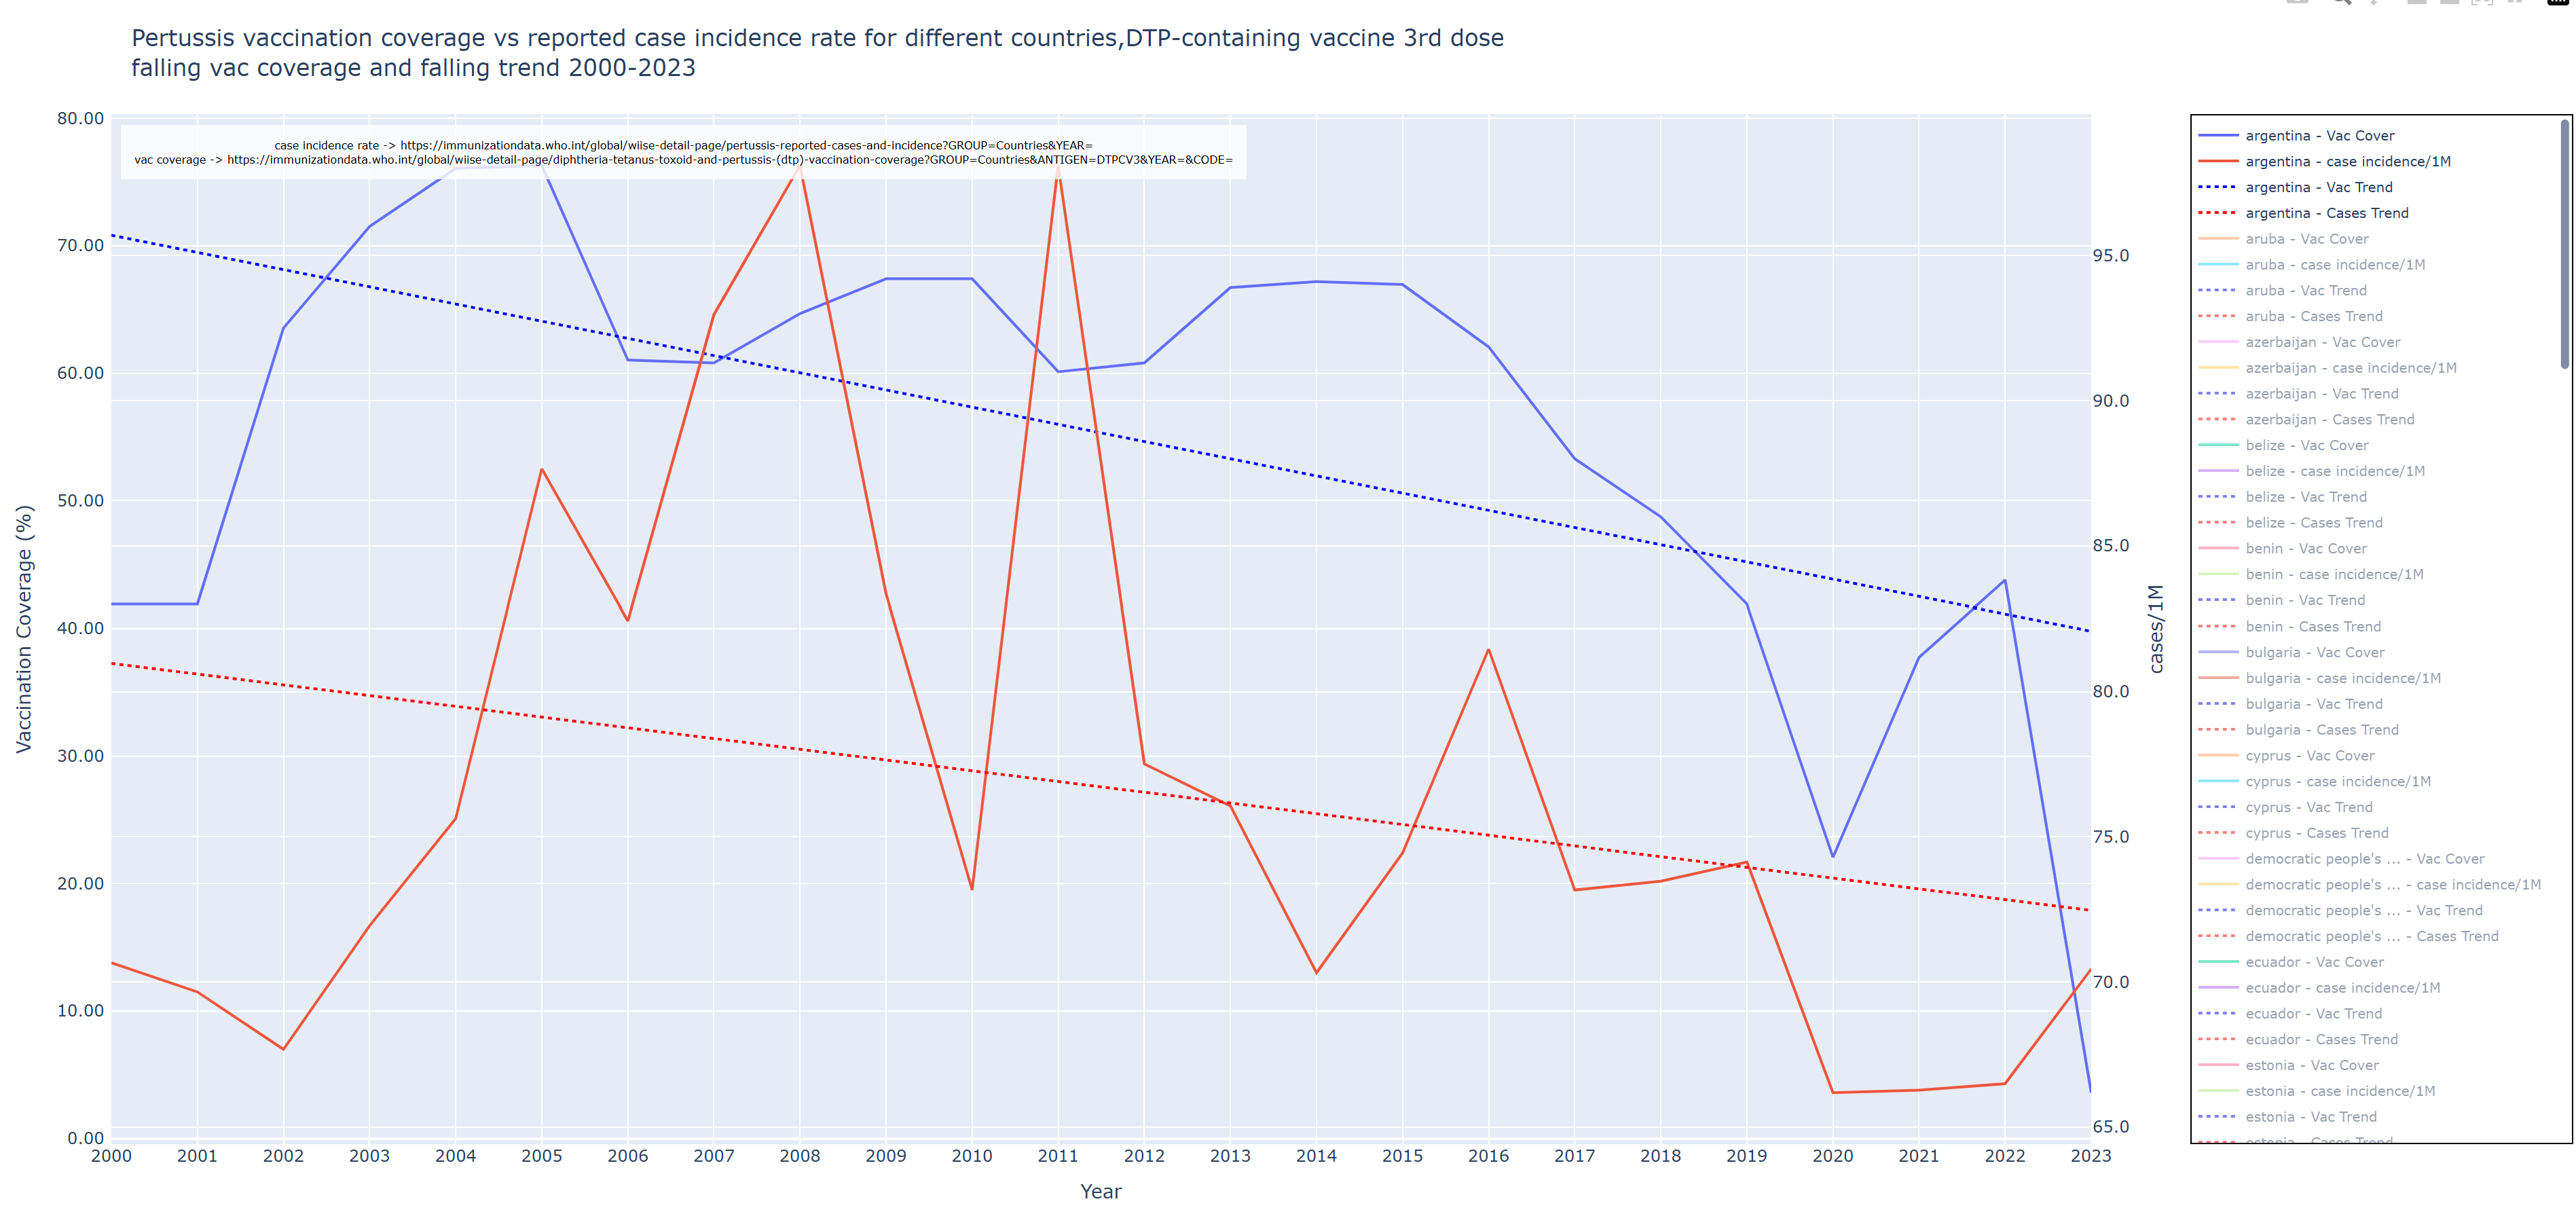 Pertussis vaccination coverage vs reported case incidence rate for different countries,DTP-containing vaccine 3rd dose
falling vac coverage and falling trend 2000-2023
case incidence rate -> https://immunizationdata.who.int/global/wiise-detail-page/pertussis-reported-cases-and-incidence?GROUP=Countries&YEAR=
vac coverage -> https://immunizationdata.who.int/global/wiise-detail-page/diphtheria-tetanus-toxoid-and-pertussis-(dtp)-vaccination-coverage?GROUP=Countries&ANTIGEN=DTPCV3&YEAR=&CODE=
Vaccination Coverage (%)
80.00
70.00
60.00
50.00
40.00
30.00
20.00
10.00
0.00
2000 2001 2002 2003 2004 2005 2006 2007 2008 2009 2010 2011 2012 2013 2014 2015 2016 2017 2018 2019 2020 2021 2022 2023
Year
95.0
90.0
85.0
80.0
75.0
70.0
65.0
cases/1M
argentina - Vac Cover
argentina - case incidence/1M
argentina - Vac Trend
argentina - Cases Trend
aruba - Vac Cover
aruba - case incidence/1M
aruba - Vac Trend
aruba - Cases Trend
azerbaijan - Vac Cover
azerbaijan - case incidence/1M
azerbaijan - Vac Trend
azerbaijan - Cases Trend
belize - Vac Cover
belize - case incidence/1M
belize - Vac Trend
belize - Cases Trend
benin - Vac Cover
benin - case incidence/1M
benin - Vac Trend
benin - Cases Trend
bulgaria - Vac Cover
bulgaria - case incidence/1M
bulgaria - Vac Trend
bulgaria - Cases Trend
cyprus - Vac Cover
cyprus - case incidence/1M
cyprus - Vac Trend
cyprus - Cases Trend
democratic people's ... - Vac Cover
democratic people's ... - case incidence/1M
democratic people's ... - Vac Trend
democratic people's ... - Cases Trend
ecuador - Vac Cover
ecuador - case incidence/1M
ecuador - Vac Trend
ecuador - Cases Trend
estonia - Vac Cover
estonia - case incidence/1M
estonia - Vac Trend
estonia - Cases Trend